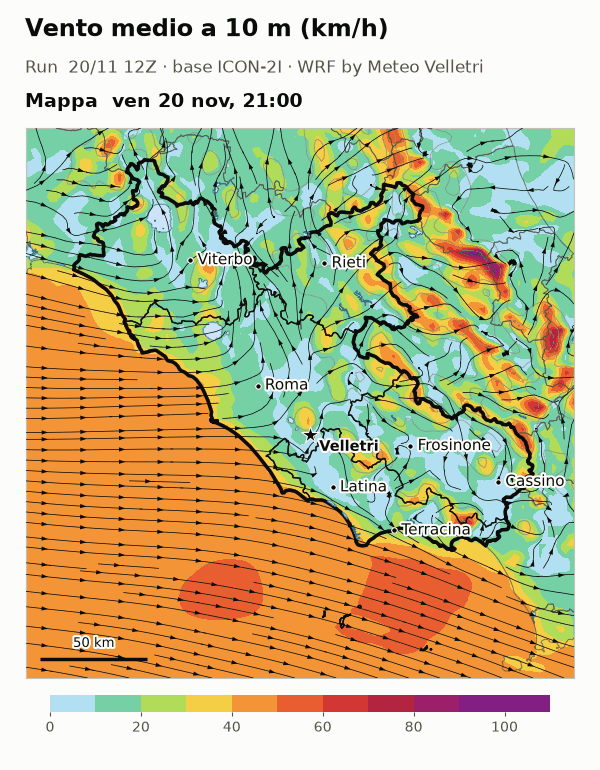 Vento medio a 10 m (km/h)
Run 20/11 12Z · base ICON-2I · WRF by Meteo Velletri
Mappa ven 20 nov, 21:00
Viterbo
Rieti
Roma
Velletri
Frosinone
Latina
Cassino
Terracina
50 km
0 20 40 60 80 100